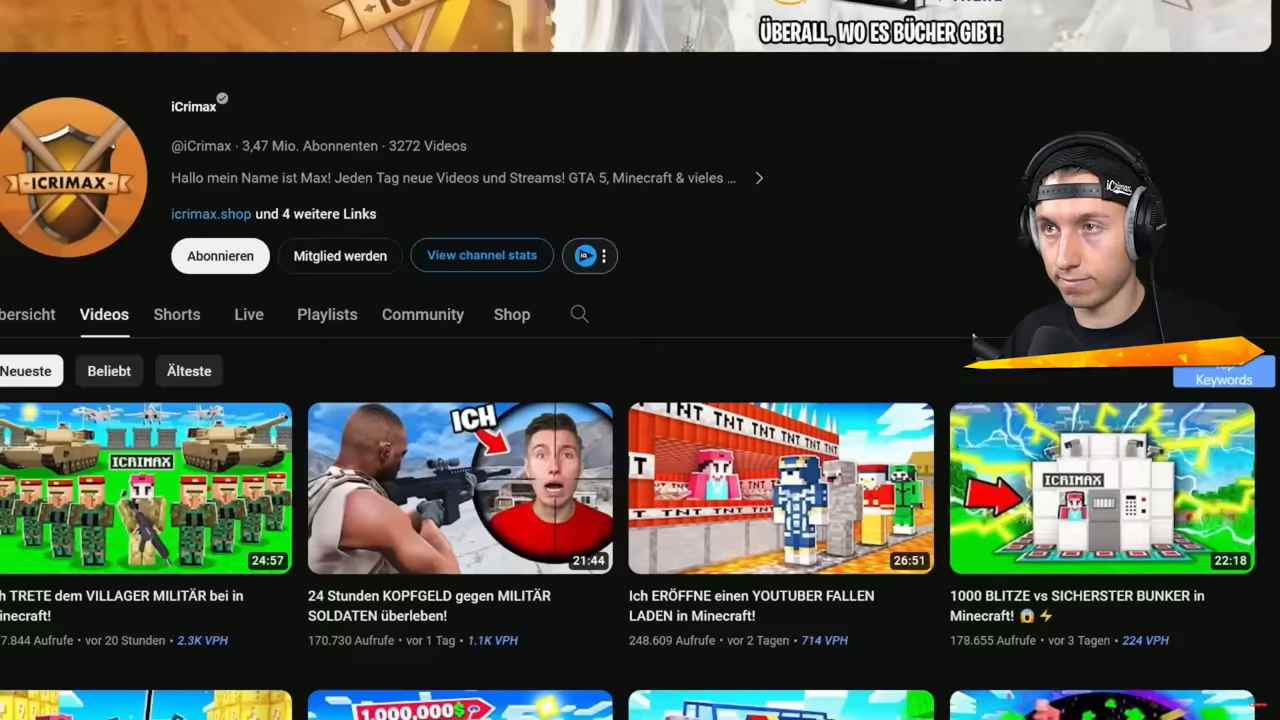 ÜBERALL, WO ES BÜCHER GIBT!
iCrimax
@iCrimax · 3,47 Mio. Abonnenten · 3272 Videos
Hallo mein Name ist Max! Jeden Tag neue Videos und Streams! GTA 5, Minecraft & vieles ...
icrimax.shop und 4 weitere Links
Abonnieren Mitglied werden View channel stats
ICRIMAX
bersicht Videos Shorts Live Playlists Community Shop
Neueste Beliebt Älteste
Keywords
ICRIMAX
24:57
ICH
21:44
TNT TNT TNT TNT TNT
26:51
ICRIMAX
22:18
h TRETE dem VILLAGER MILITÄR bei in
inecraft!
7.844 Aufrufe · vor 20 Stunden · 2.3K VPH
24 Stunden KOPFGELD gegen MILITÄR
SOLDATEN überleben!
170.730 Aufrufe · vor 1 Tag · 1.1K VPH
Ich ERÖFFNE einen YOUTUBER FALLEN
LADEN in Minecraft!
248.609 Aufrufe · vor 2 Tagen · 714 VPH
1000 BLITZE vs SICHERSTER BUNKER in
Minecraft! 😱⚡
178.655 Aufrufe · vor 3 Tagen · 224 VPH
1,000,000$